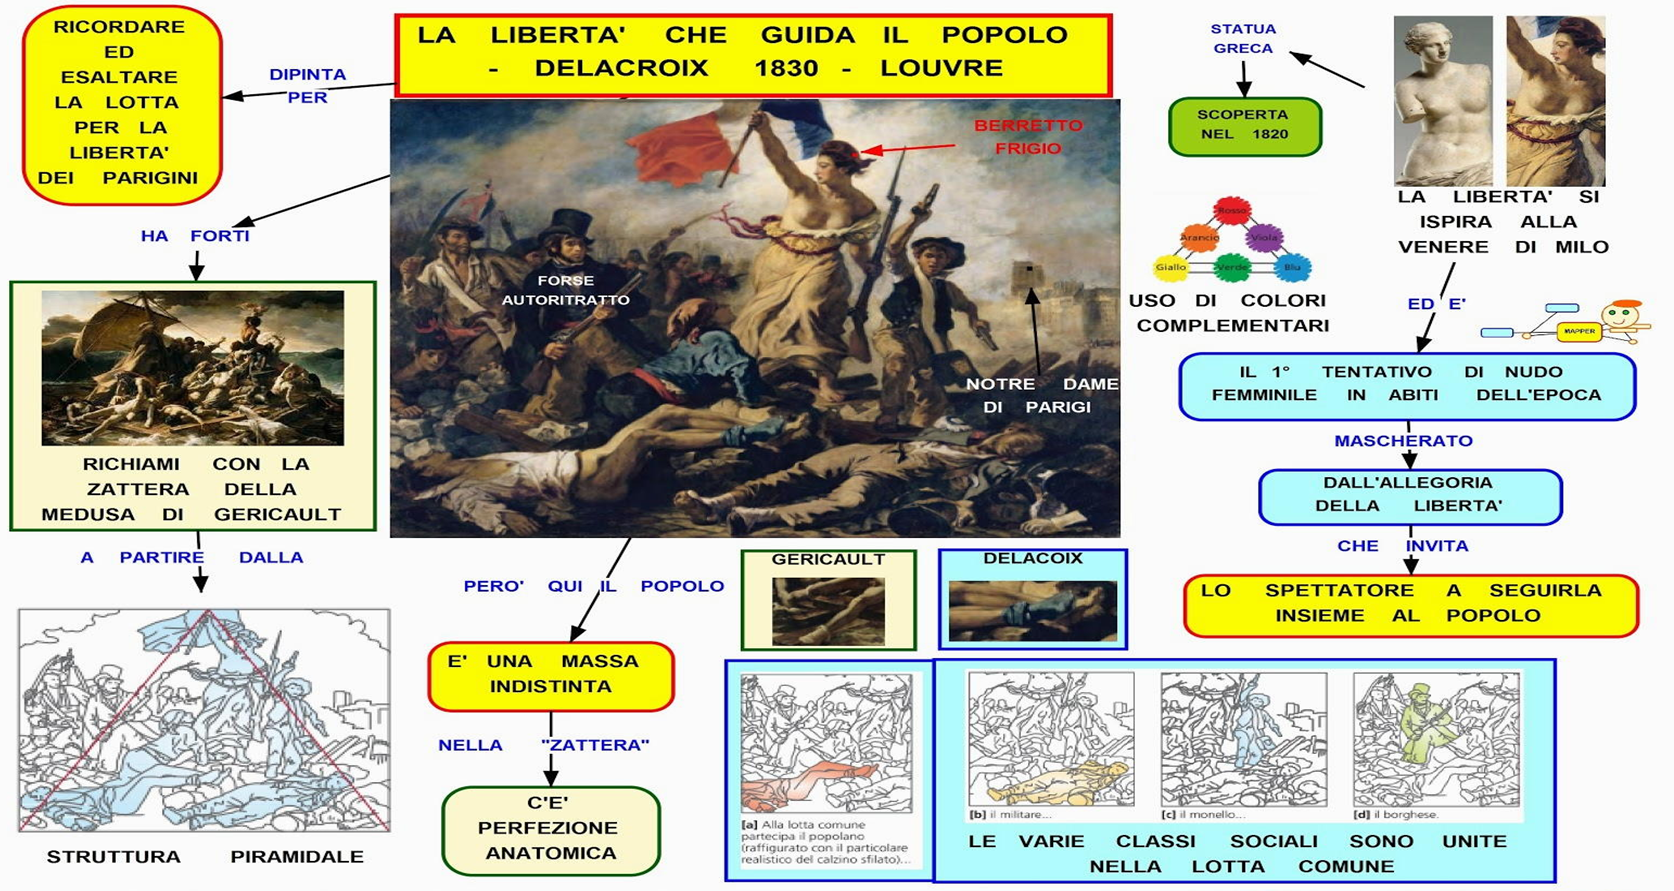 LA LIBERTA' CHE GUIDA IL POPOLO
- DELACROIX 1830 - LOUVRE
DIPINTA
PER
RICORDARE
ED
ESALTARE
LA LOTTA
PER LA
LIBERTA'
DEI PARIGINI
HA FORTI
RICHIAMI CON LA
ZATTERA DELLA
MEDUSA DI GERICAULT
A PARTIRE DALLA
STRUTTURA PIRAMIDALE
BERRETTO
FRIGIO
FORSE
AUTORITRATTO
NOTRE DAME
DI PARIGI
PERO' QUI IL POPOLO
E' UNA MASSA
INDISTINTA
NELLA "ZATTERA"
C'E'
PERFEZIONE
ANATOMICA
GERICAULT
DELACOIX
[a] Alla lotta comune
partecipa il popolano
(raffigurato con il particolare
realistico del calzino sfilato)...
[b] il militare...
[c] il monello...
[d] il borghese.
LE VARIE CLASSI SOCIALI SONO UNITE
NELLA LOTTA COMUNE
STATUA
GRECA
SCOPERTA
NEL 1820
LA LIBERTA' SI
ISPIRA ALLA
VENERE DI MILO
Rosso
Arancio
Viola
Giallo
Verde
Blu
USO DI COLORI
COMPLEMENTARI
ED E'
MAPPER
IL 1° TENTATIVO DI NUDO
FEMMINILE IN ABITI DELL'EPOCA
MASCHERATO
DALL'ALLEGORIA
DELLA LIBERTA'
CHE INVITA
LO SPETTATORE A SEGUIRLA
INSIEME AL POPOLO